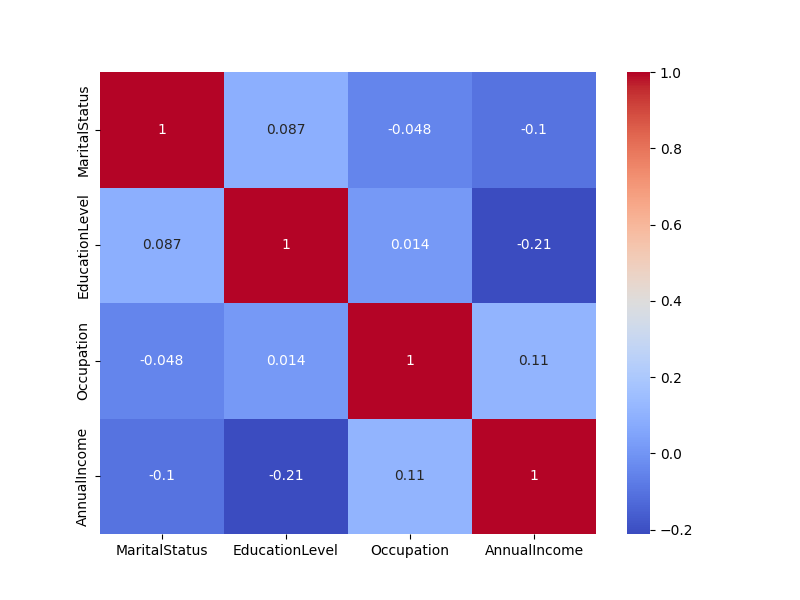 MaritalStatus 1 0.087 -0.048 -0.1
EducationLevel 0.087 1 0.014 -0.21
Occupation -0.048 0.014 1 0.11
AnnualIncome -0.1 -0.21 0.11 1
MaritalStatus EducationLevel Occupation AnnualIncome
1.0
0.8
0.6
0.4
0.2
0.0
−0.2